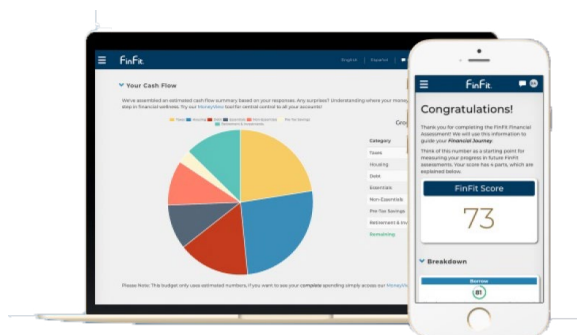 FinFit
English | Español
Your Cash Flow
We've assembled an estimated cash flow summary based on your responses. Any surprises? Understanding where your money
step in financial wellness. Try our MoneyView tool for central control to all your accounts!
Taxes Housing Debt Essentials Non-Essentials Pre-Tax Savings
Retirement & Investments
Gro
Category
Taxes
Housing
Debt
Essentials
Non-Essentials
Pre-Tax Savings
Retirement & Inv
Remaining
Please Note: This budget only uses estimated numbers. If you want to see your complete spending simply access our MoneyV
FinFit
Congratulations!
Thank you for completing the FinFit Financial
Assessment! We will use this information to
guide your Financial Journey.
Think of this number as a starting point for
measuring your progress in future FinFit
assessments. Your score has 4 parts, which are
explained below.
FinFit Score
73
Breakdown
Borrow
81